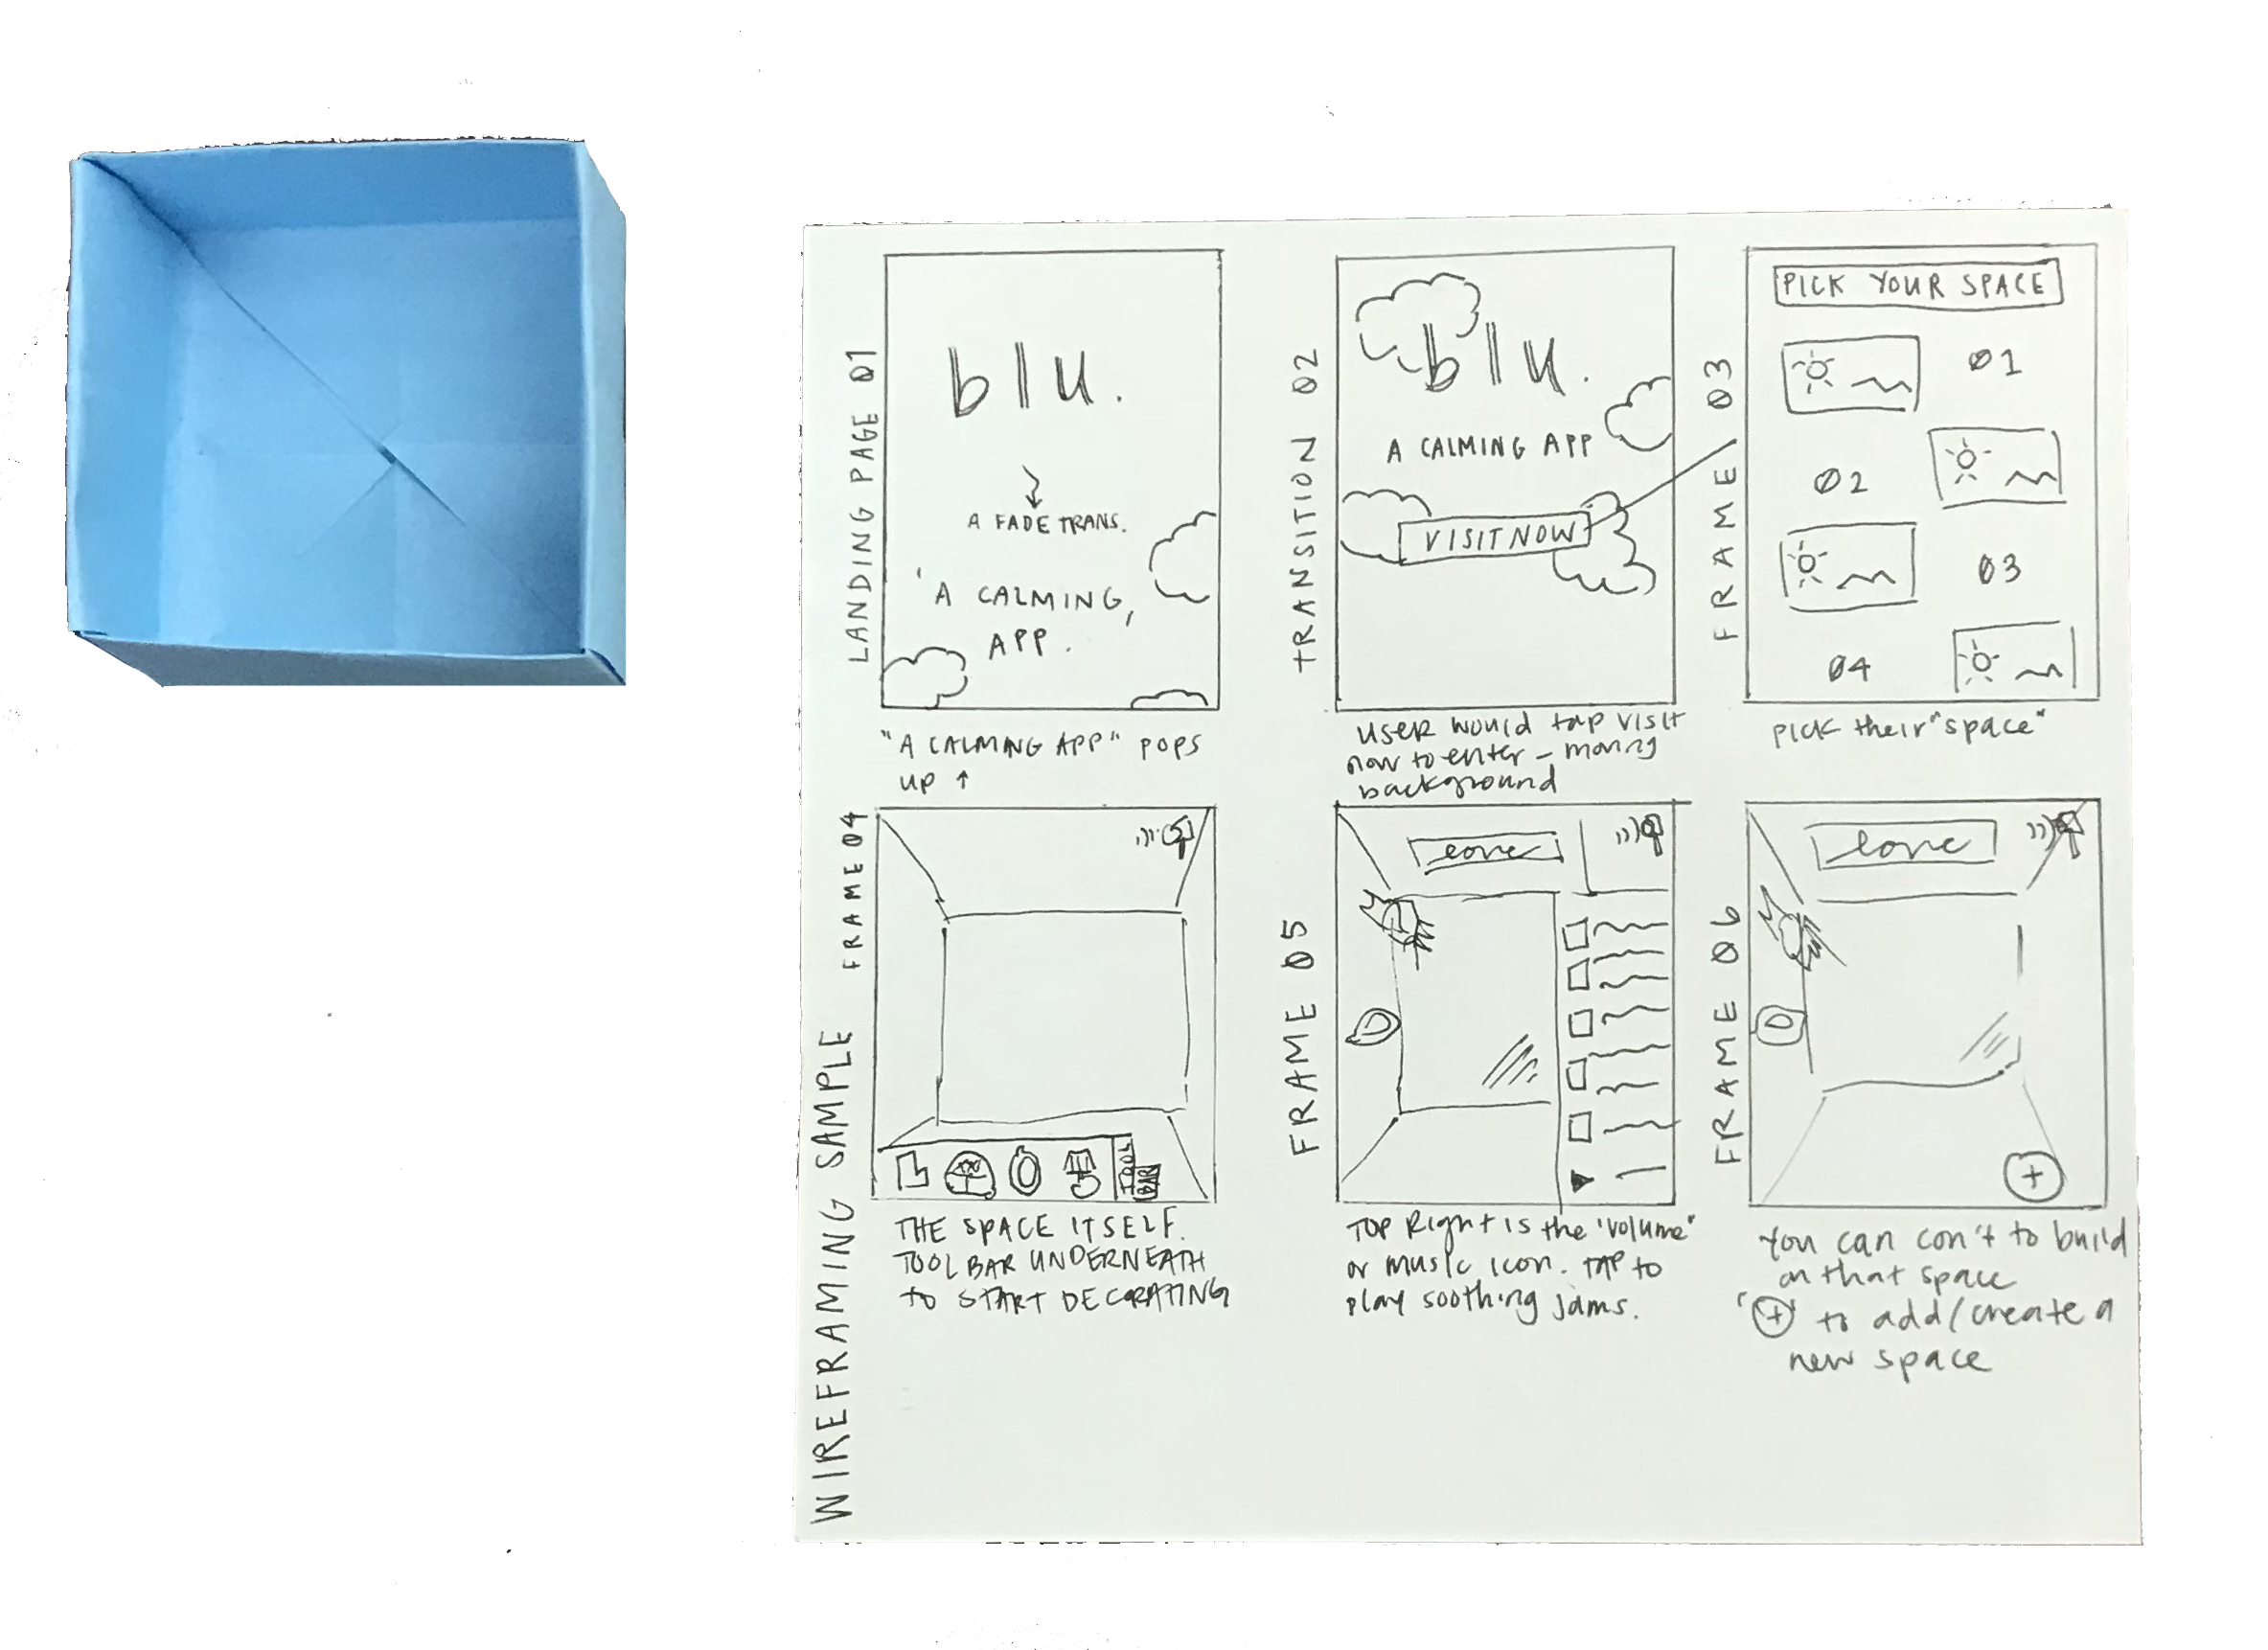 WIREFRAMING SAMPLE
LANDING PAGE 01
blu.
A FADE TRANS.
'A CALMING,
APP.
"A CALMING APP" POPS
UP ↑
TRANSITION 02
blu.
A CALMING APP
VISIT NOW
USER would tap visit
now to enter - moving
background
FRAME 03
PICK YOUR SPACE
01
02
03
04
PICK their "space"
FRAME 04
TOOL
BAR
THE SPACE ITSELF.
TOOLBAR UNDERNEATH
to START DECORATING
FRAME 05
TOP Right is the "volume"
or music icon. TAP to
play soothing jams.
FRAME 06
love
You can con't to build
on that space
'+' to add/create a
new space